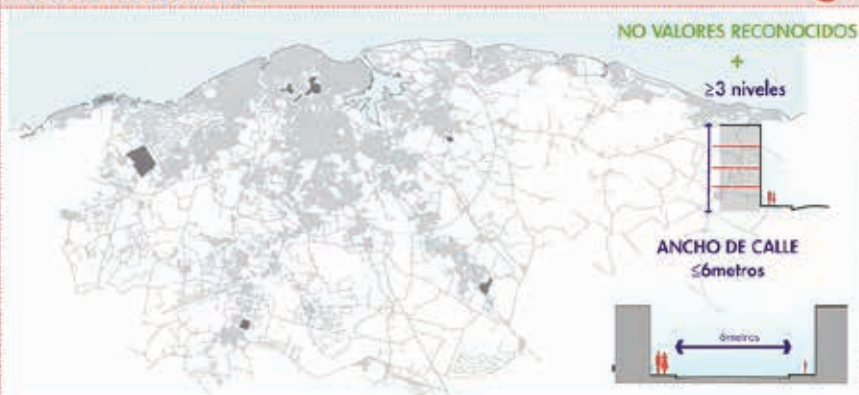 NO VALORES RECONOCIDOS
+
≥3 niveles
ANCHO DE CALLE
≤6metros
6metros